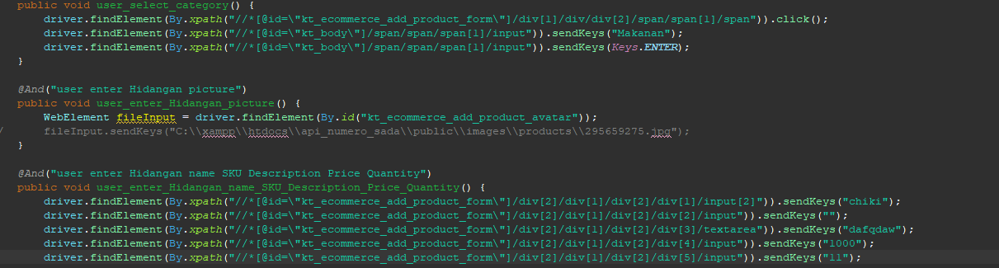 public void user_select_category() {
driver.findElement(By.xpath("//*[@id=\"kt_ecommerce_add_product_form\"]/div[1]/div/div[2]/span/span[1]/span")).click();
driver.findElement(By.xpath("//*[@id=\"kt_body\"]/span/span/span[1]/input")).sendKeys("Makanan");
driver.findElement(By.xpath("//*[@id=\"kt_body\"]/span/span/span[1]/input")).sendKeys(Keys.ENTER);
}
@And("user enter Hidangan picture")
public void user_enter_Hidangan_picture() {
WebElement fileInput = driver.findElement(By.id("kt_ecommerce_add_product_avatar"));
/ fileInput.sendKeys("C:\\xampp\\htdocs\\api_numero_sada\\public\\images\\products\\295659275.jpg");
}
@And("user enter Hidangan name SKU Description Price Quantity")
public void user_enter_Hidangan_name_SKU_Description_Price_Quantity() {
driver.findElement(By.xpath("//*[@id=\"kt_ecommerce_add_product_form\"]/div[2]/div[1]/div[2]/div[1]/input[2]")).sendKeys("chiki");
driver.findElement(By.xpath("//*[@id=\"kt_ecommerce_add_product_form\"]/div[2]/div[1]/div[2]/div[2]/input")).sendKeys("");
driver.findElement(By.xpath("//*[@id=\"kt_ecommerce_add_product_form\"]/div[2]/div[1]/div[2]/div[3]/textarea")).sendKeys("dafqdaw");
driver.findElement(By.xpath("//*[@id=\"kt_ecommerce_add_product_form\"]/div[2]/div[1]/div[2]/div[4]/input")).sendKeys("1000");
driver.findElement(By.xpath("//*[@id=\"kt_ecommerce_add_product_form\"]/div[2]/div[1]/div[2]/div[5]/input")).sendKeys("11");